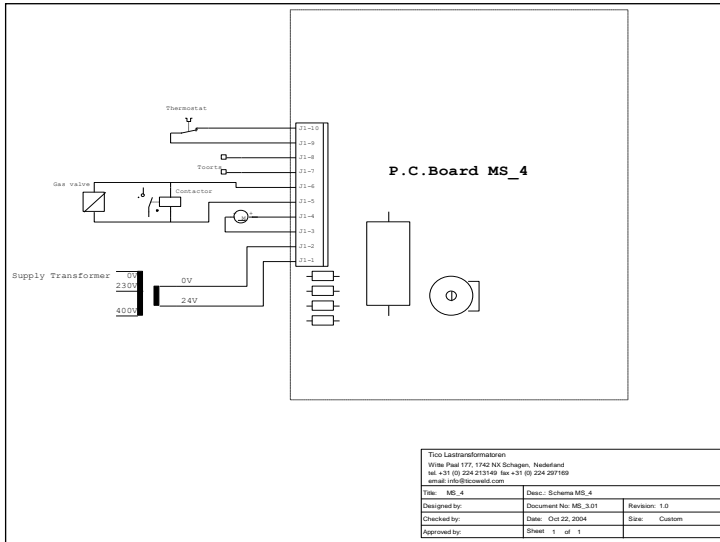 Thermostat
J1-10
J1-9
J1-8
Toorts
J1-7
Gas valve
J1-6
Contactor
J1-5
J1-4
J1-3
J1-2
J1-1
P.C.Board MS_4
Supply Transformer
0V
230V
400V
0V
24V
Tico Lastransformatoren
Witte Paal 177, 1742 NX Schagen, Nederland
tel. +31 (0) 224 213149 fax +31 (0) 224 297169
email: info@ticoweld.com
Title: MS_4
Desc.: Schema MS_4
Designed by:
Document No: MS_3.01
Revision: 1.0
Checked by:
Date: Oct 22, 2004
Size: Custom
Approved by:
Sheet 1 of 1